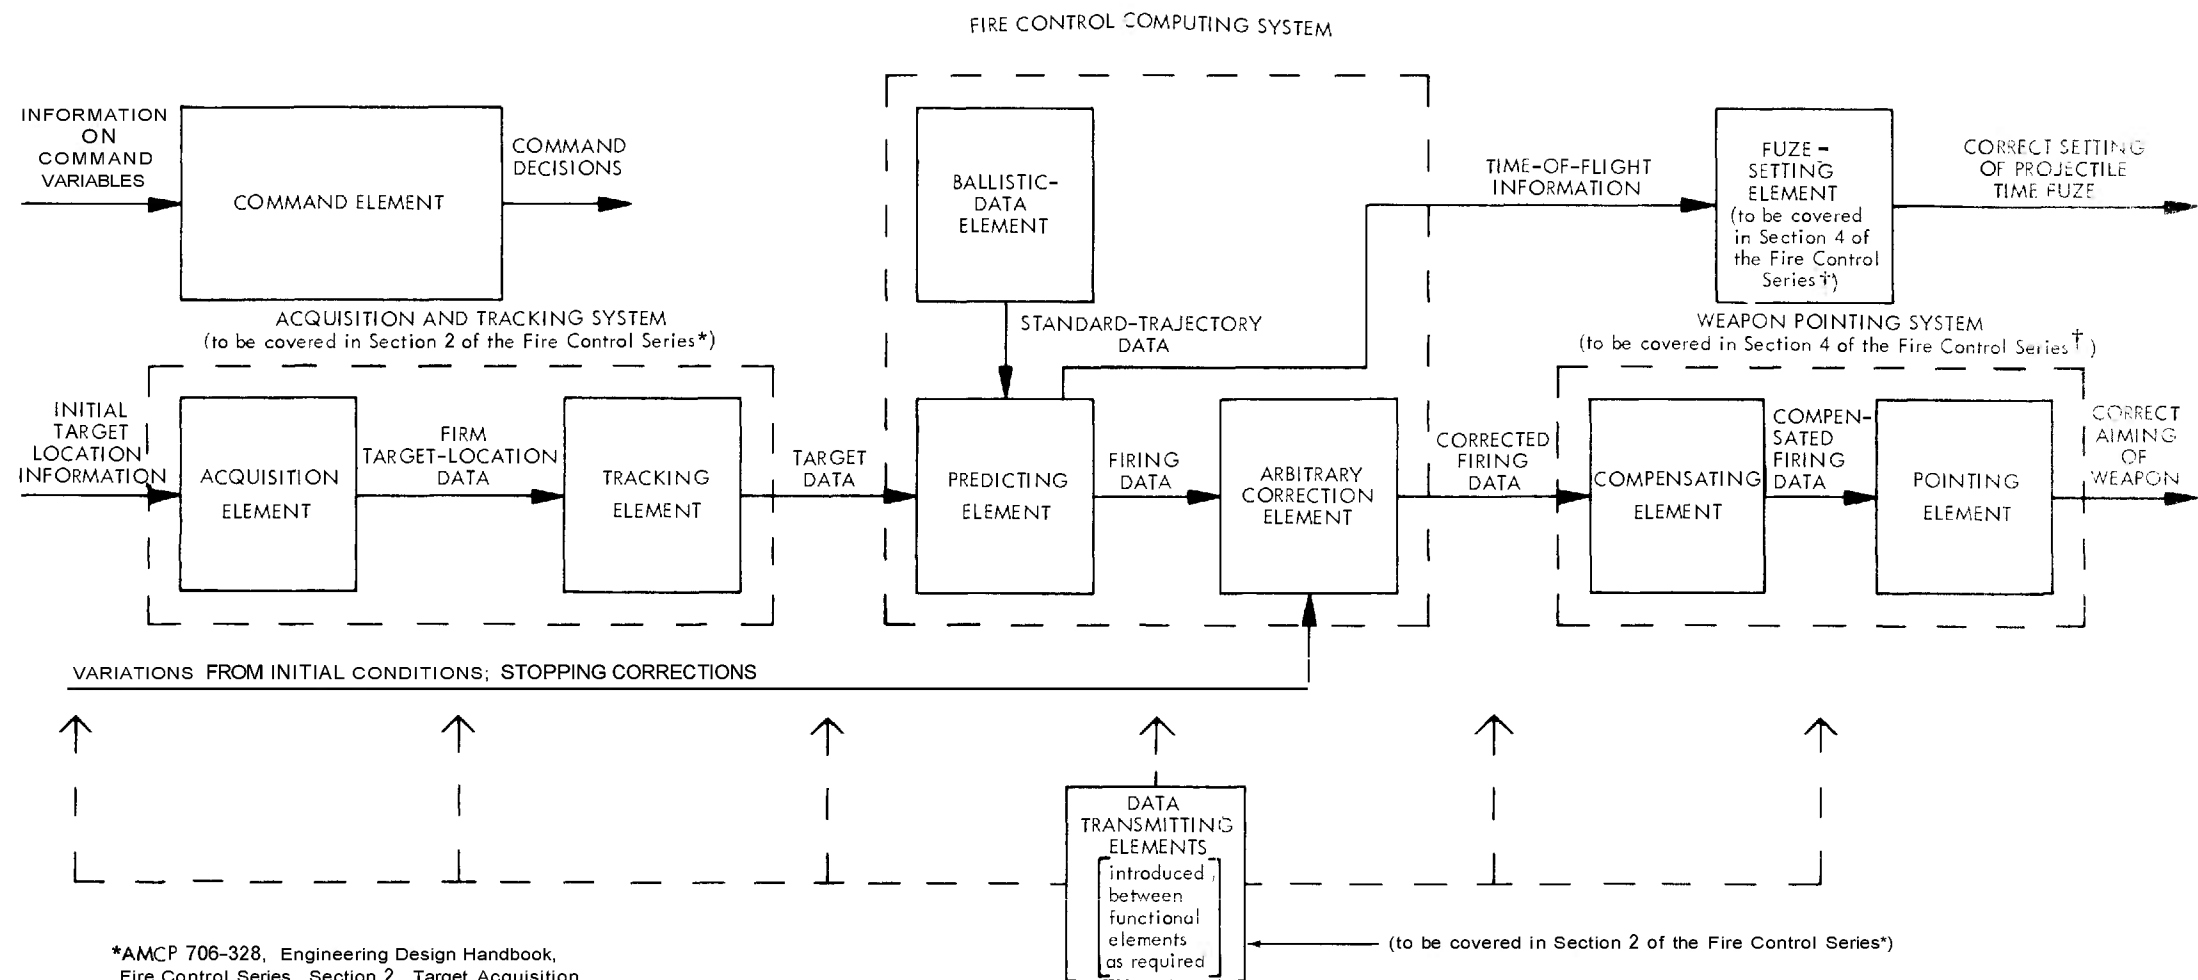 FIRE CONTROL COMPUTING SYSTEM
INFORMATION
ON
COMMAND
VARIABLES
COMMAND ELEMENT
COMMAND
DECISIONS
BALLISTIC-
DATA
ELEMENT
TIME-OF-FLIGHT
INFORMATION
FUZE-
SETTING
ELEMENT
(to be covered
in Section 4 of
the Fire Control
Series†)
CORRECT SETTING
OF PROJECTILE
TIME FUZE
ACQUISITION AND TRACKING SYSTEM
(to be covered in Section 2 of the Fire Control Series*)
STANDARD-TRAJECTORY
DATA
WEAPON POINTING SYSTEM
(to be covered in Section 4 of the Fire Control Series†)
INITIAL
TARGET
LOCATION
INFORMATION
ACQUISITION
ELEMENT
FIRM
TARGET-LOCATION
DATA
TRACKING
ELEMENT
TARGET
DATA
PREDICTING
ELEMENT
FIRING
DATA
ARBITRARY
CORRECTION
ELEMENT
CORRECTED
FIRING
DATA
COMPENSATING
ELEMENT
COMPEN-
SATED
FIRING
DATA
POINTING
ELEMENT
CORRECT
AIMING
OF
WEAPON
VARIATIONS FROM INITIAL CONDITIONS; STOPPING CORRECTIONS
DATA
TRANSMITTING
ELEMENTS
introduced
between
functional
elements
as required
(to be covered in Section 2 of the Fire Control Series*)
*AMCP 706-328, Engineering Design Handbook,
Fire Control Series, Section 2, Target Acquisition